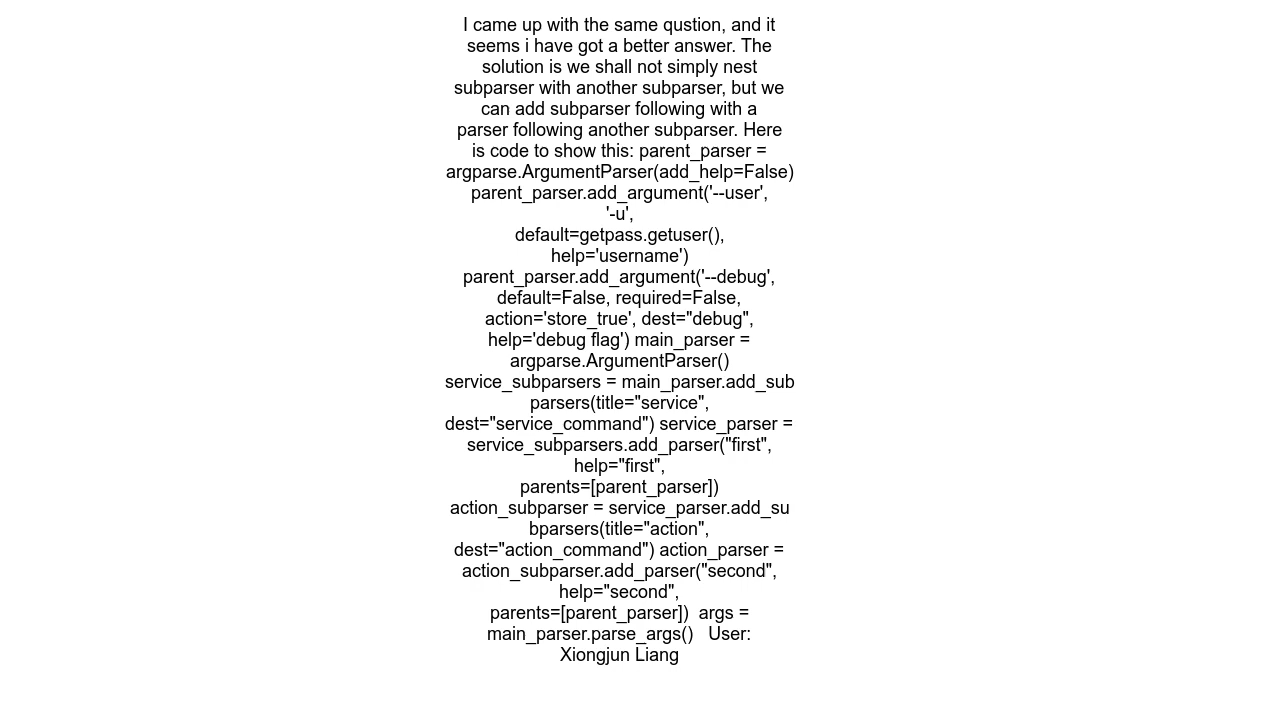 I came up with the same qustion, and it
seems i have got a better answer. The
solution is we shall not simply nest
subparser with another subparser, but we
can add subparser following with a
parser following another subparser. Here
is code to show this: parent_parser =
argparse.ArgumentParser(add_help=False)
parent_parser.add_argument('--user',
'-u',
default=getpass.getuser(),
help='username')
parent_parser.add_argument('--debug',
default=False, required=False,
action='store_true', dest="debug",
help='debug flag') main_parser =
argparse.ArgumentParser()
service_subparsers = main_parser.add_sub
parsers(title="service",
dest="service_command") service_parser =
service_subparsers.add_parser("first",
help="first",
parents=[parent_parser])
action_subparser = service_parser.add_su
bparsers(title="action",
dest="action_command") action_parser =
action_subparser.add_parser("second",
help="second",
parents=[parent_parser])  args =
main_parser.parse_args()   User:
Xiongjun Liang